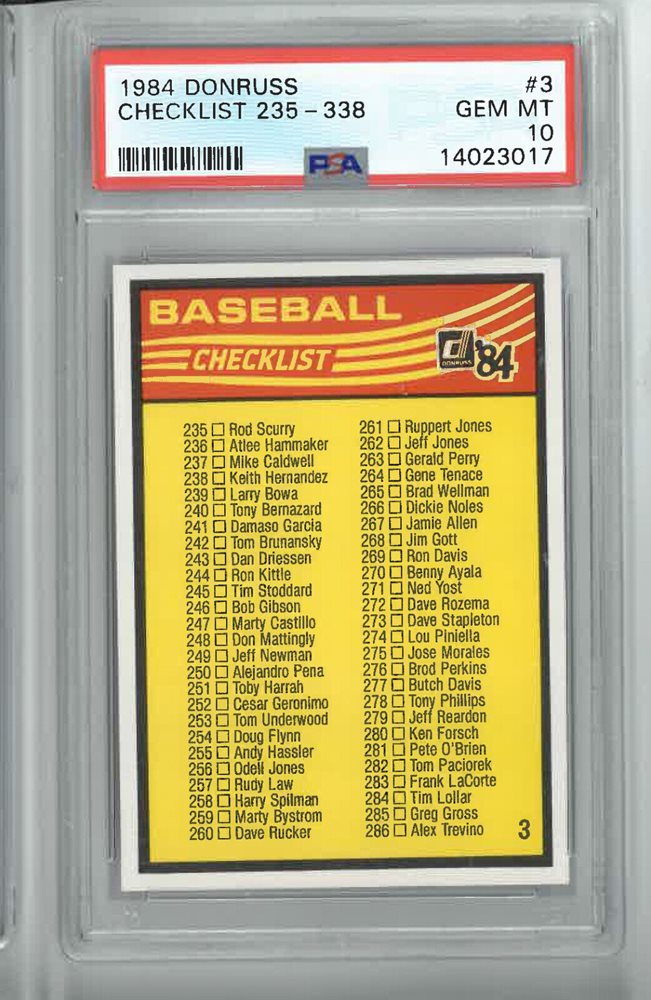 1984 DONRUSS #3
CHECKLIST 235-338 GEM MT
10
PSA 14023017
BASEBALL
CHECKLIST
d DONRUSS '84
235 Rod Scurry
236 Atlee Hammaker
237 Mike Caldwell
238 Keith Hernandez
239 Larry Bowa
240 Tony Bernazard
241 Damaso Garcia
242 Tom Brunansky
243 Dan Driessen
244 Ron Kittle
245 Tim Stoddard
246 Bob Gibson
247 Marty Castillo
248 Don Mattingly
249 Jeff Newman
250 Alejandro Pena
251 Toby Harrah
252 Cesar Geronimo
253 Tom Underwood
254 Doug Flynn
255 Andy Hassler
256 Odell Jones
257 Rudy Law
258 Harry Spilman
259 Marty Bystrom
260 Dave Rucker
261 Ruppert Jones
262 Jeff Jones
263 Gerald Perry
264 Gene Tenace
265 Brad Wellman
266 Dickie Noles
267 Jamie Allen
268 Jim Gott
269 Ron Davis
270 Benny Ayala
271 Ned Yost
272 Dave Rozema
273 Dave Stapleton
274 Lou Piniella
275 Jose Morales
276 Brod Perkins
277 Butch Davis
278 Tony Phillips
279 Jeff Reardon
280 Ken Forsch
281 Pete O'Brien
282 Tom Paciorek
283 Frank LaCorte
284 Tim Lollar
285 Greg Gross
286 Alex Trevino
3